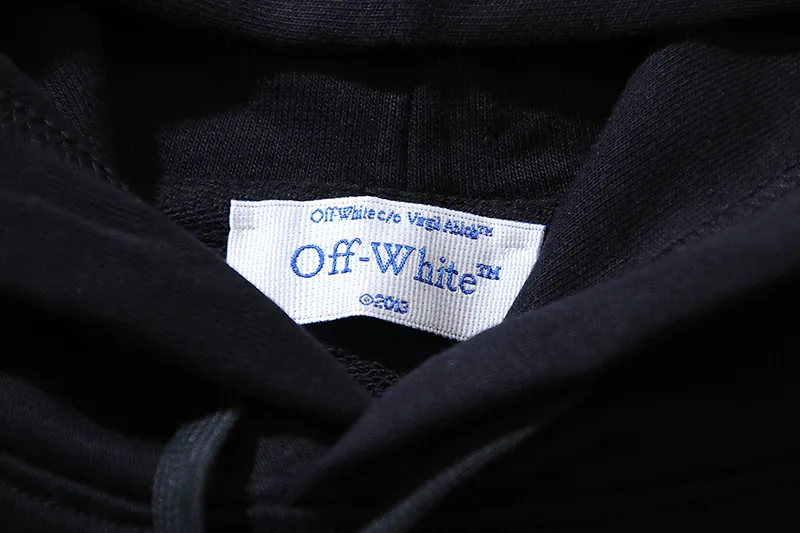 Off-White c/o Virgil Abloh™
Off-White™
©2013